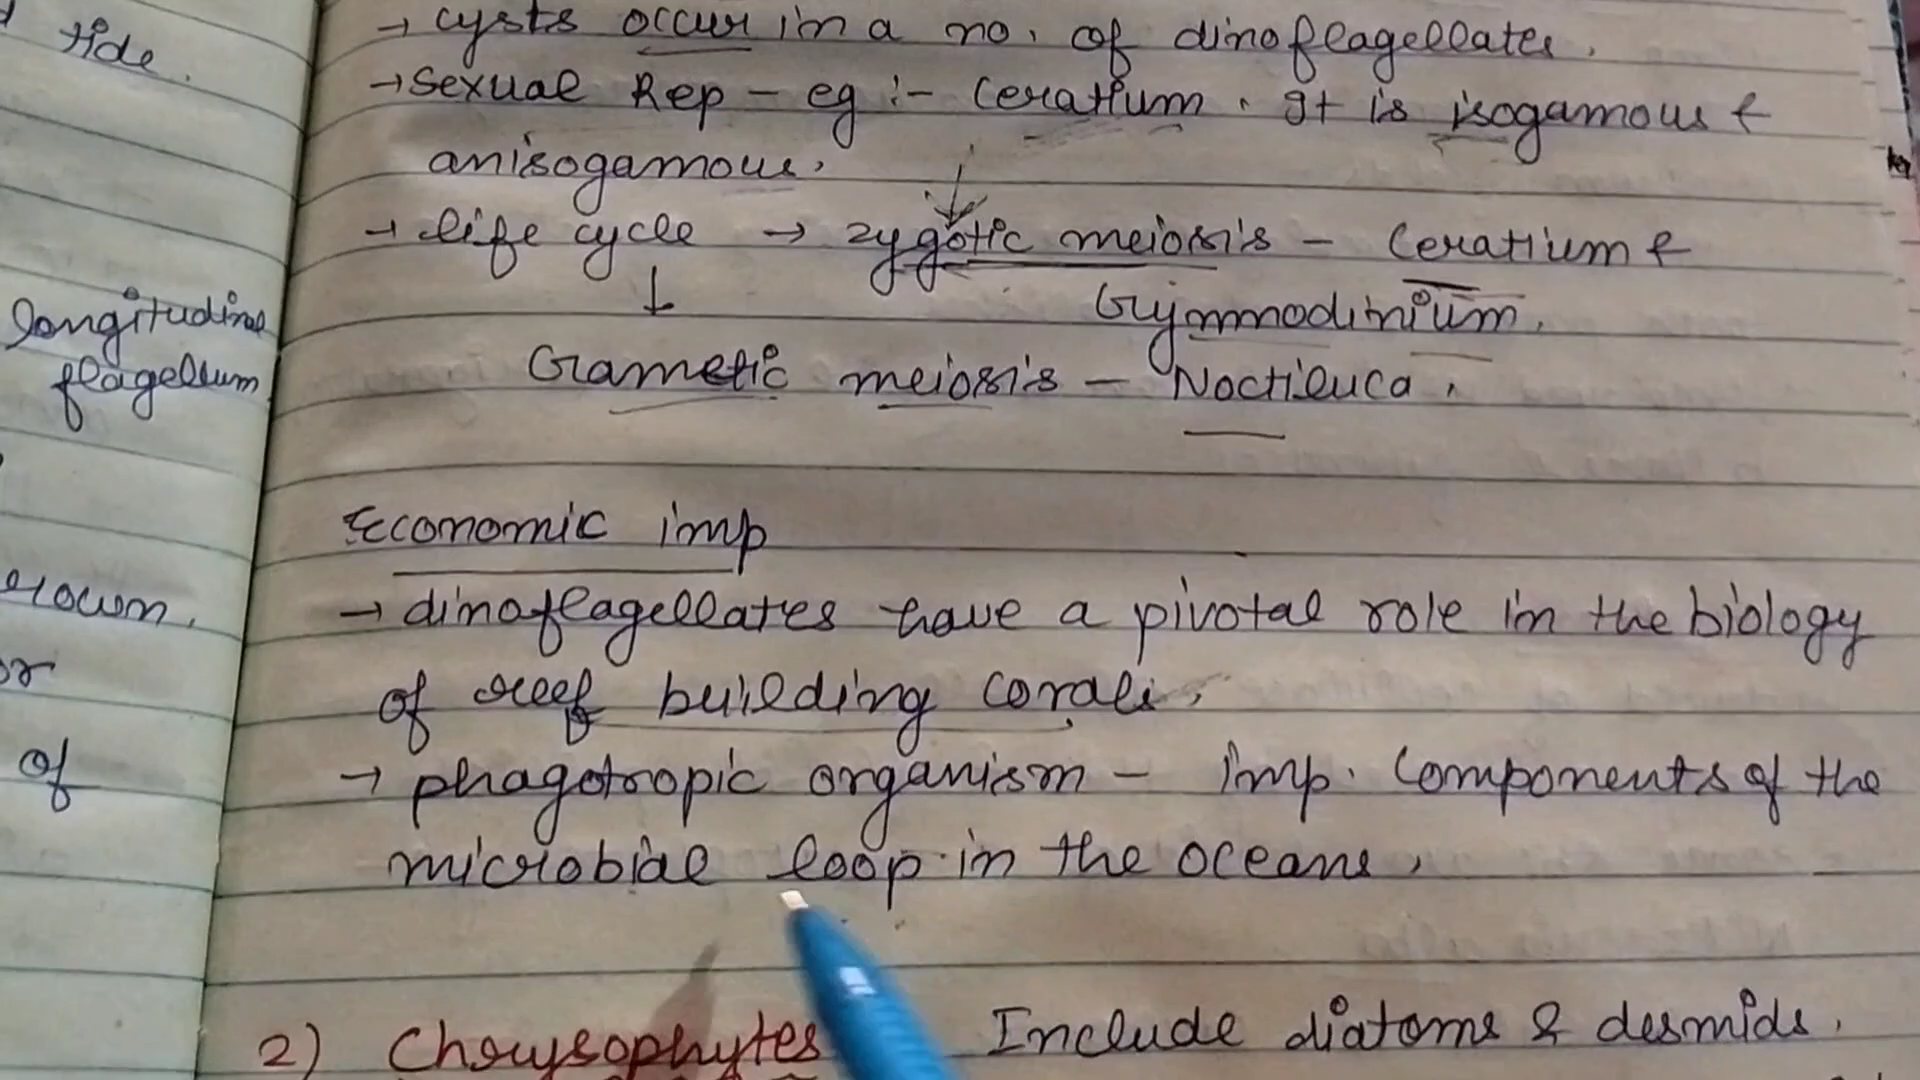 tide.
longitudinal
flagellum
of
→ cysts occur in a no. of dinoflagellates.
→ Sexual Rep – eg :- Ceratium. It is isogamous &
anisogamous.
→ life cycle → zygotic meiosis – Ceratium &
Gymnodinium.
Gametic meiosis – Noctiluca.
Economic imp
→ dinoflagellates have a pivotal role in the biology
of reef building corals.
→ phagotropic organism – imp. Components of the
microbial loop in the oceans.
2) Chrysophytes Include diatoms & desmids.